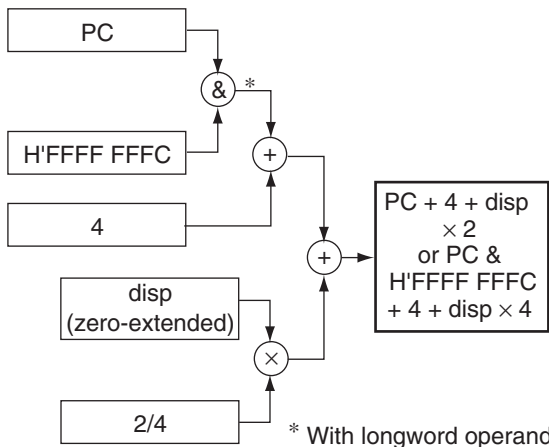 PC
&
*
H'FFFF FFFC
+
4
+
PC + 4 + disp
× 2
or PC &
H'FFFF FFFC
+ 4 + disp × 4
disp
(zero-extended)
×
2/4
* With longword operand